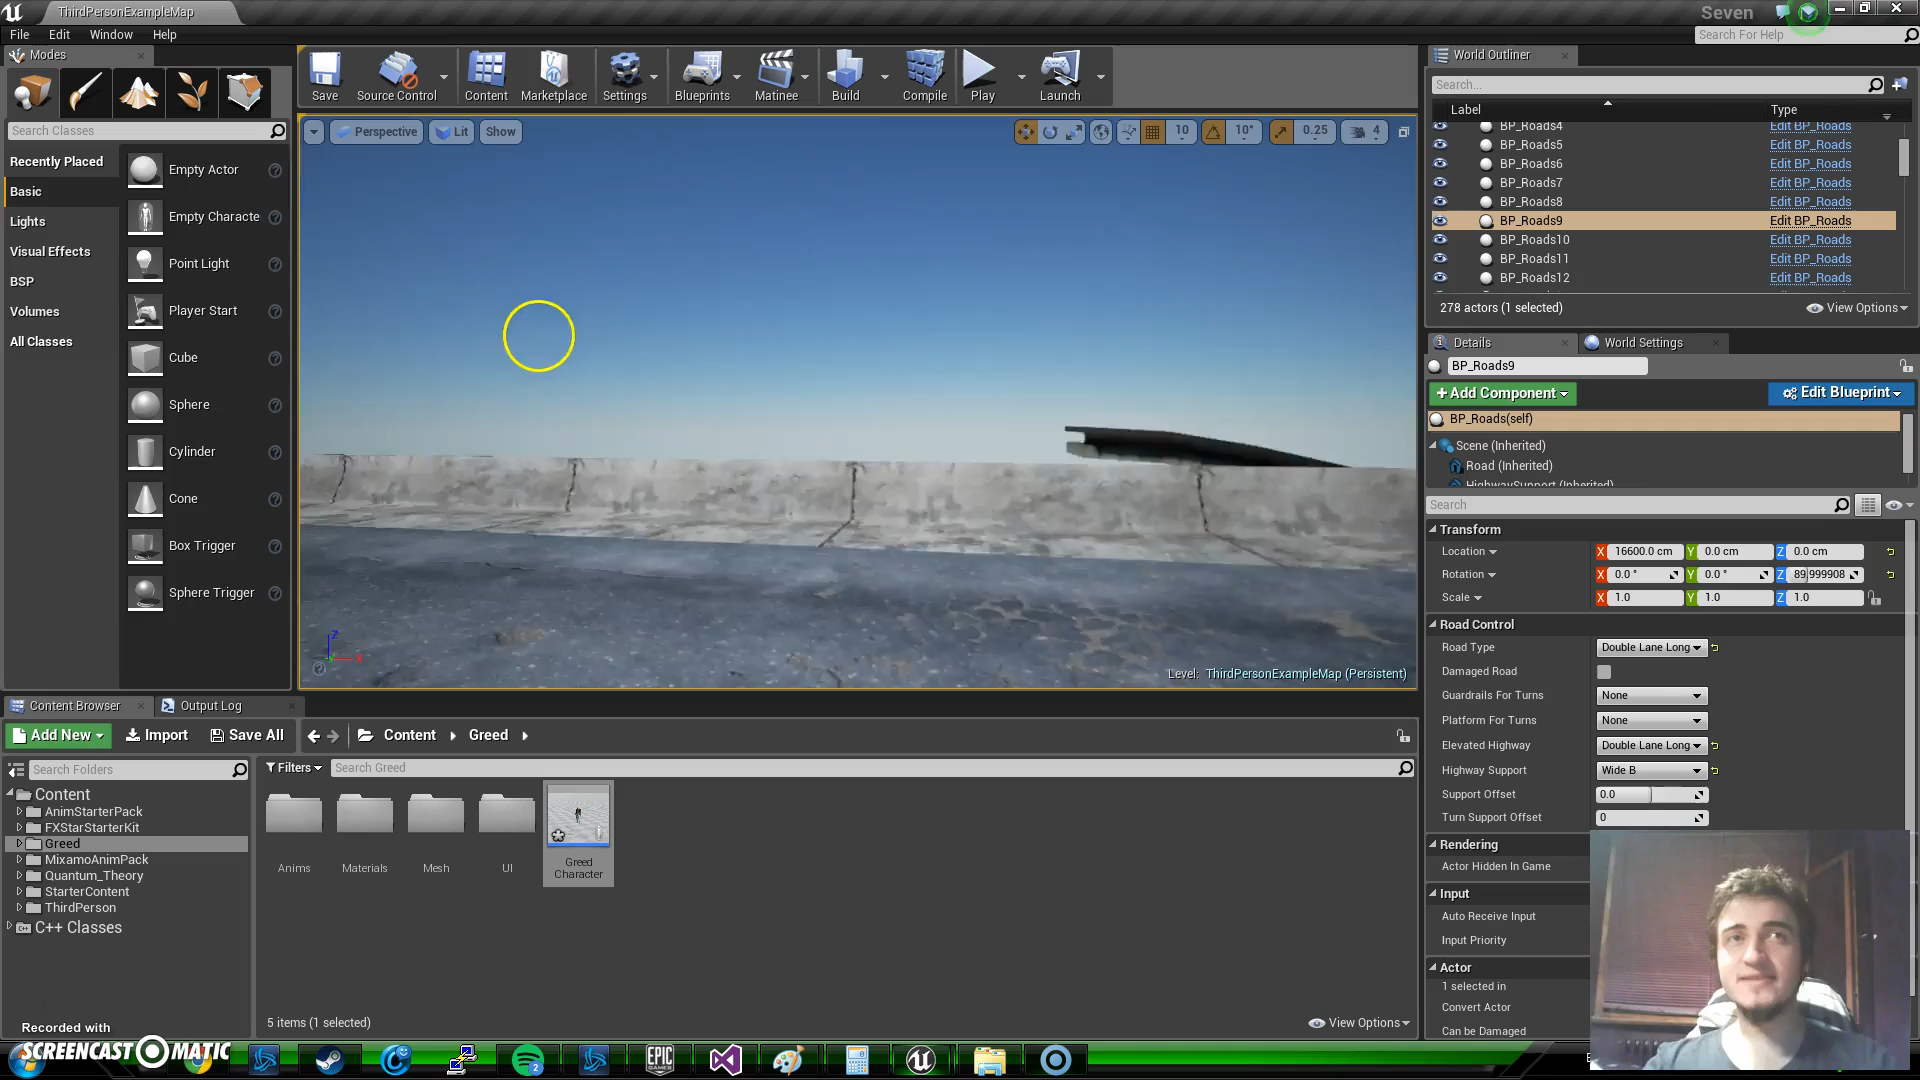 ThirdPersonExampleMap
Seven
File Edit Window Help
Search For Help
Modes
Save Source Control Content Marketplace Settings Blueprints Matinee Build Compile Play Launch
Search Classes
Recently Placed
Basic
Lights
Visual Effects
BSP
Volumes
All Classes
Empty Actor
Empty Characte
Point Light
Player Start
Cube
Sphere
Cylinder
Cone
Box Trigger
Sphere Trigger
Perspective Lit Show
10 10° 0.25 4
Level: ThirdPersonExampleMap (Persistent)
World Outliner
Search...
Label Type
BP_Roads4 Edit BP_Roads
BP_Roads5 Edit BP_Roads
BP_Roads6 Edit BP_Roads
BP_Roads7 Edit BP_Roads
BP_Roads8 Edit BP_Roads
BP_Roads9 Edit BP_Roads
BP_Roads10 Edit BP_Roads
BP_Roads11 Edit BP_Roads
BP_Roads12 Edit BP_Roads
278 actors (1 selected) View Options
Details World Settings
BP_Roads9
+ Add Component Edit Blueprint
BP_Roads(self)
Scene (Inherited)
Road (Inherited)
HighwaySupport (Inherited)
Search
Transform
Location X 16600.0 cm Y 0.0 cm Z 0.0 cm
Rotation X 0.0 ° Y 0.0 ° Z 89.999908
Scale X 1.0 Y 1.0 Z 1.0
Road Control
Road Type Double Lane Long
Damaged Road
Guardrails For Turns None
Platform For Turns None
Elevated Highway Double Lane Long
Highway Support Wide B
Support Offset 0.0
Turn Support Offset 0
Rendering
Actor Hidden In Game
Input
Auto Receive Input
Input Priority
Actor
1 selected in
Convert Actor
Can be Damaged
Content Browser Output Log
Add New Import Save All Content Greed
Search Folders
Filters Search Greed
Content
AnimStarterPack
FXStarStarterKit
Greed
MixamoAnimPack
Quantum_Theory
StarterContent
ThirdPerson
C++ Classes
Anims Materials Mesh UI
Greed
Character
5 items (1 selected) View Options
Recorded with
SCREENCAST O MATIC
2
EPIC
GAMES